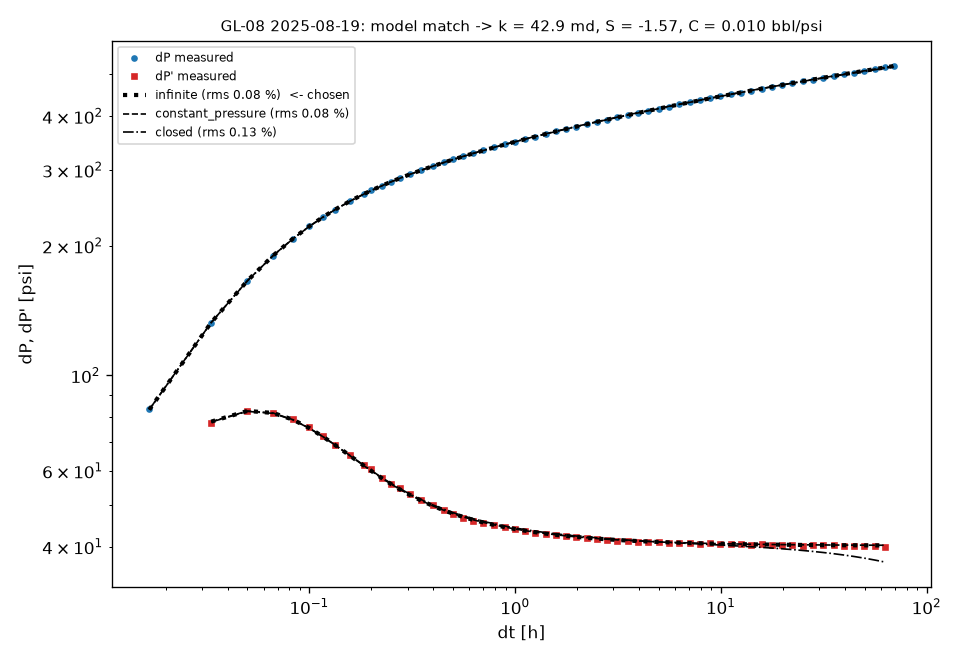 GL-08 2025-08-19: model match -> k = 42.9 md, S = -1.57, C = 0.010 bbl/psi
dP measured
dP' measured
infinite (rms 0.08 %) <- chosen
constant_pressure (rms 0.08 %)
closed (rms 0.13 %)
4 × 10²
3 × 10²
2 × 10²
10²
6 × 10¹
4 × 10¹
dP, dP' [psi]
10⁻¹
10⁰
10¹
10²
dt [h]